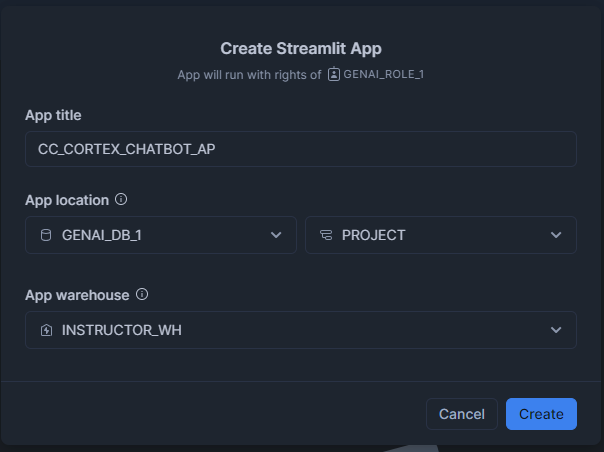 Create Streamlit App
App will run with rights of GENAI_ROLE_1
App title
CC_CORTEX_CHATBOT_AP
App location
GENAI_DB_1 PROJECT
App warehouse
INSTRUCTOR_WH
Cancel Create